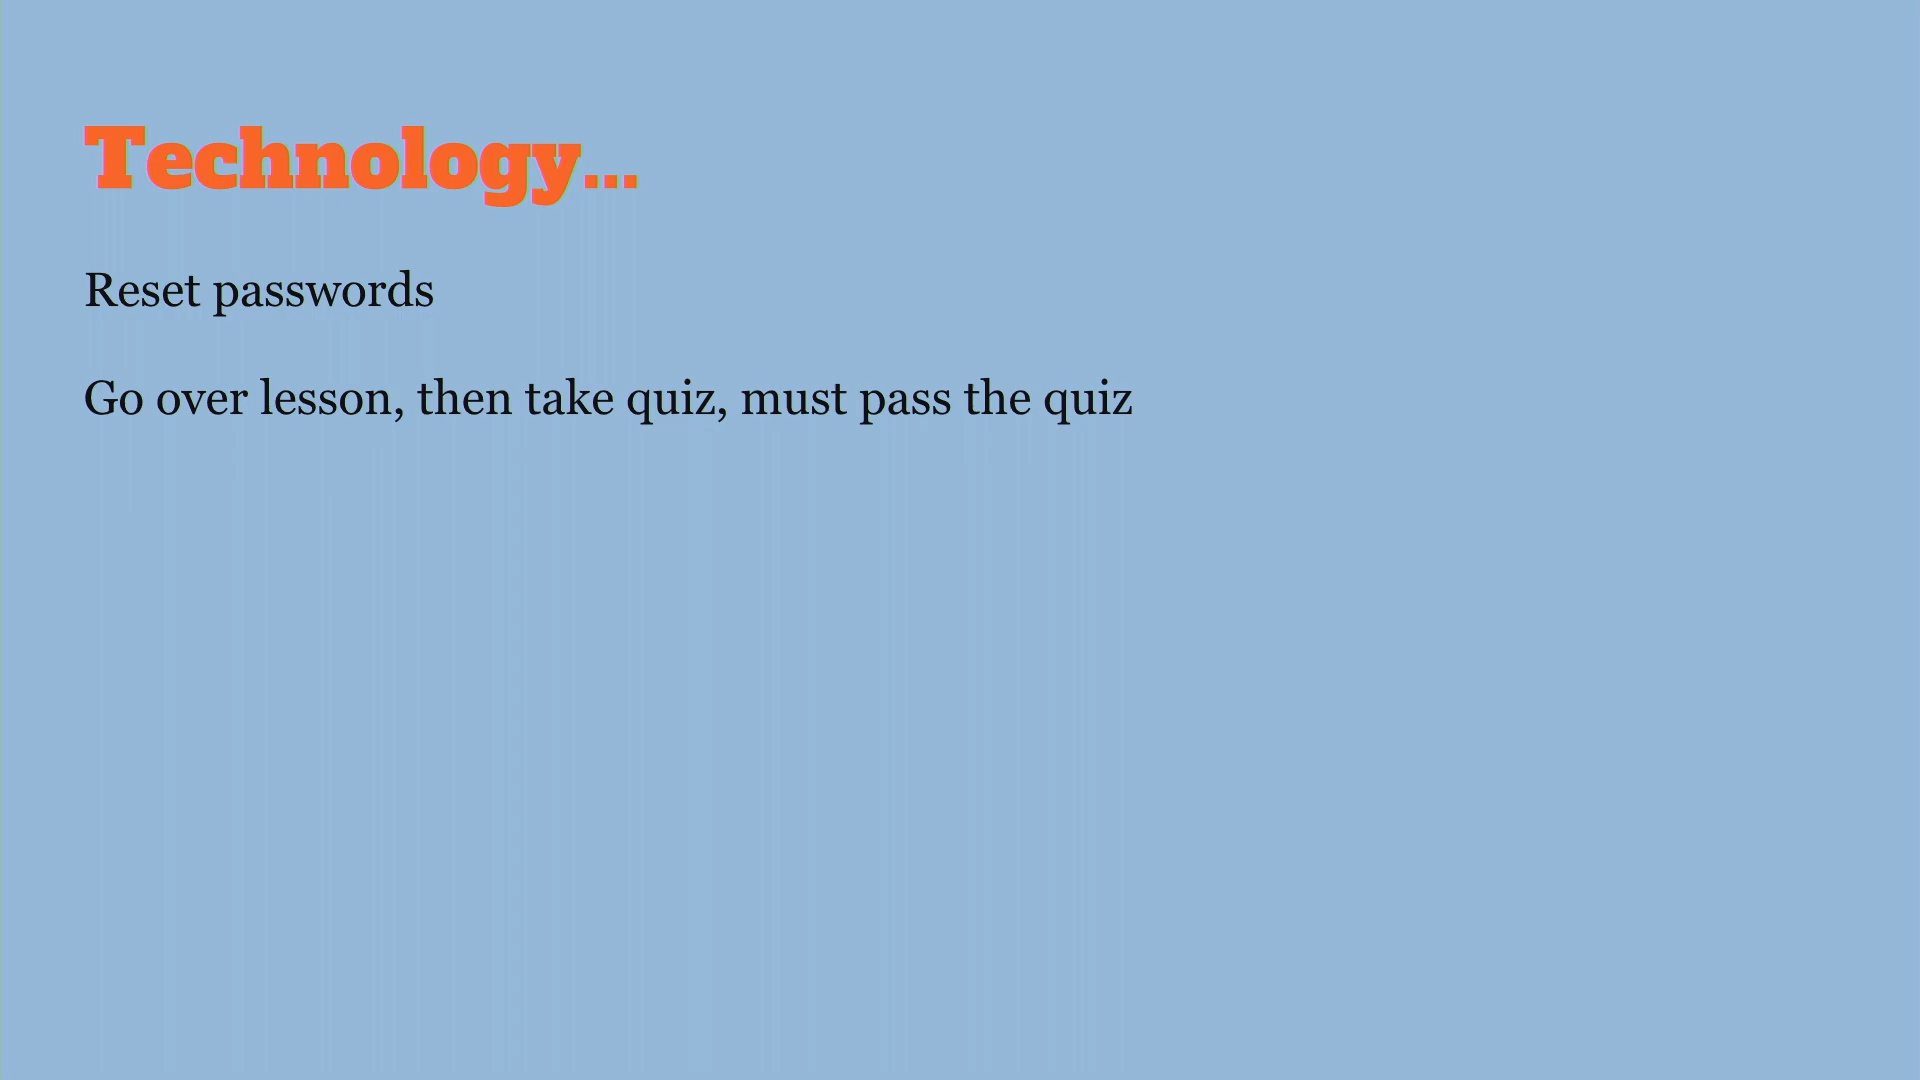 Technology...
Reset passwords
Go over lesson, then take quiz, must pass the quiz